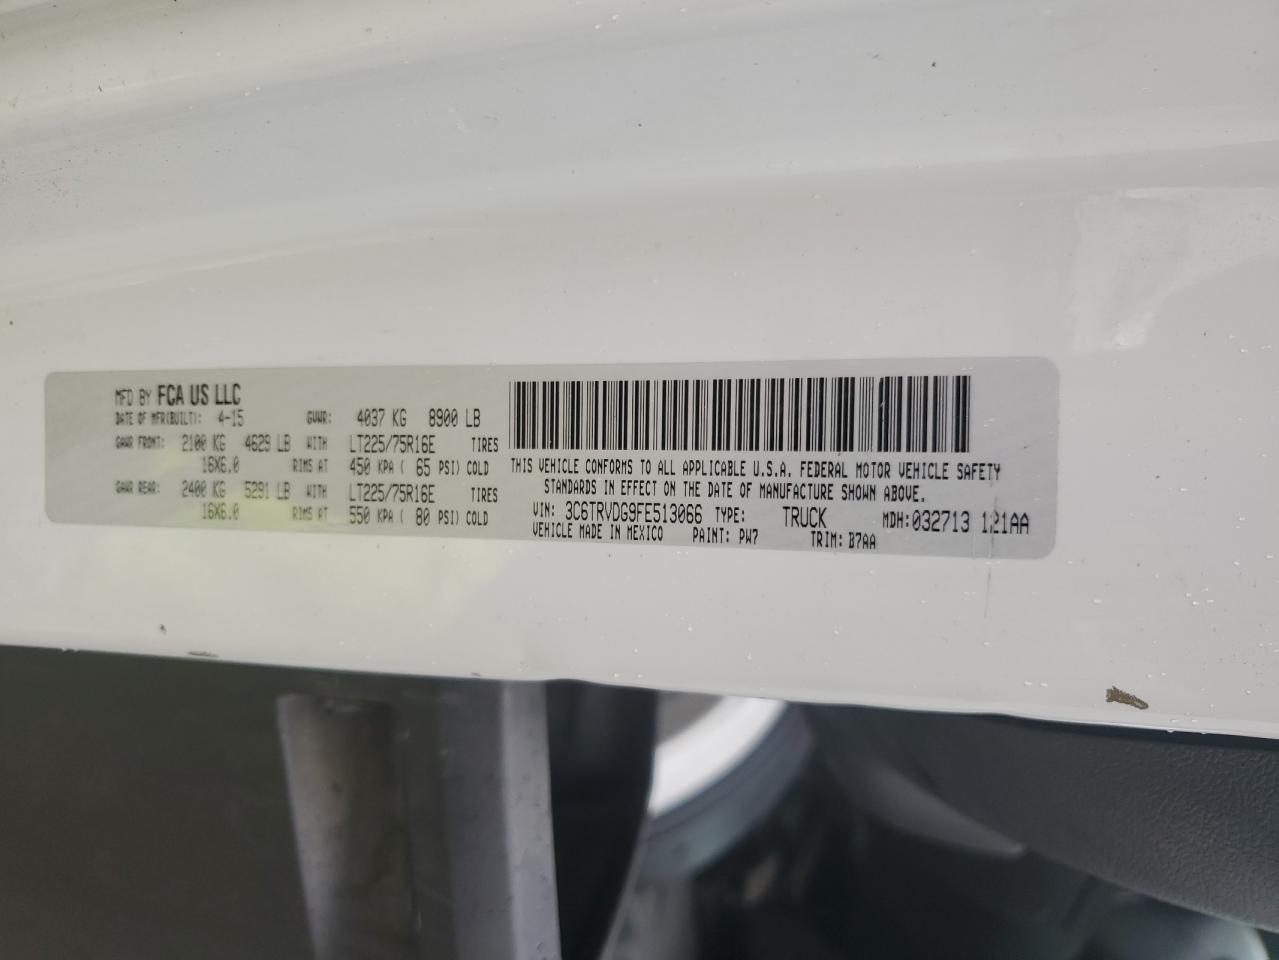 MFD BY FCA US LLC
DATE OF MFR(BUILT): 4-15 GVWR: 4037 KG 8900 LB
GAWR FRONT: 2100 KG 4629 LB WITH LT225/75R16E TIRES
16X6.0 RIMS AT 450 KPA ( 65 PSI) COLD
GAWR REAR: 2400 KG 5291 LB WITH LT225/75R16E TIRES
16X6.0 RIMS AT 550 KPA ( 80 PSI) COLD
THIS VEHICLE CONFORMS TO ALL APPLICABLE U.S.A. FEDERAL MOTOR VEHICLE SAFETY
STANDARDS IN EFFECT ON THE DATE OF MANUFACTURE SHOWN ABOVE.
VIN: 3C6TRVDG9FE513066 TYPE: TRUCK MDH:032713 121AA
VEHICLE MADE IN MEXICO PAINT: PW7 TRIM: B7AA